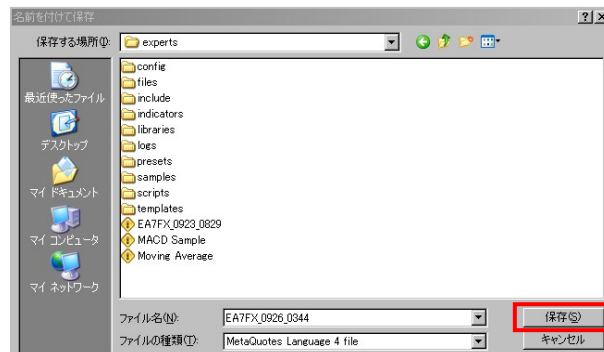 名前を付けて保存
保存する場所(I):
experts
最近使ったファイル
デスクトップ
マイ ドキュメント
マイ コンピュータ
マイ ネットワーク
config
files
include
indicators
libraries
logs
presets
samples
scripts
templates
EA7FX_0923_0829
MACD Sample
Moving Average
ファイル名(N):
EA7FX_0926_0344
保存(S)
ファイルの種類(T):
MetaQuotes Language 4 file
キャンセル